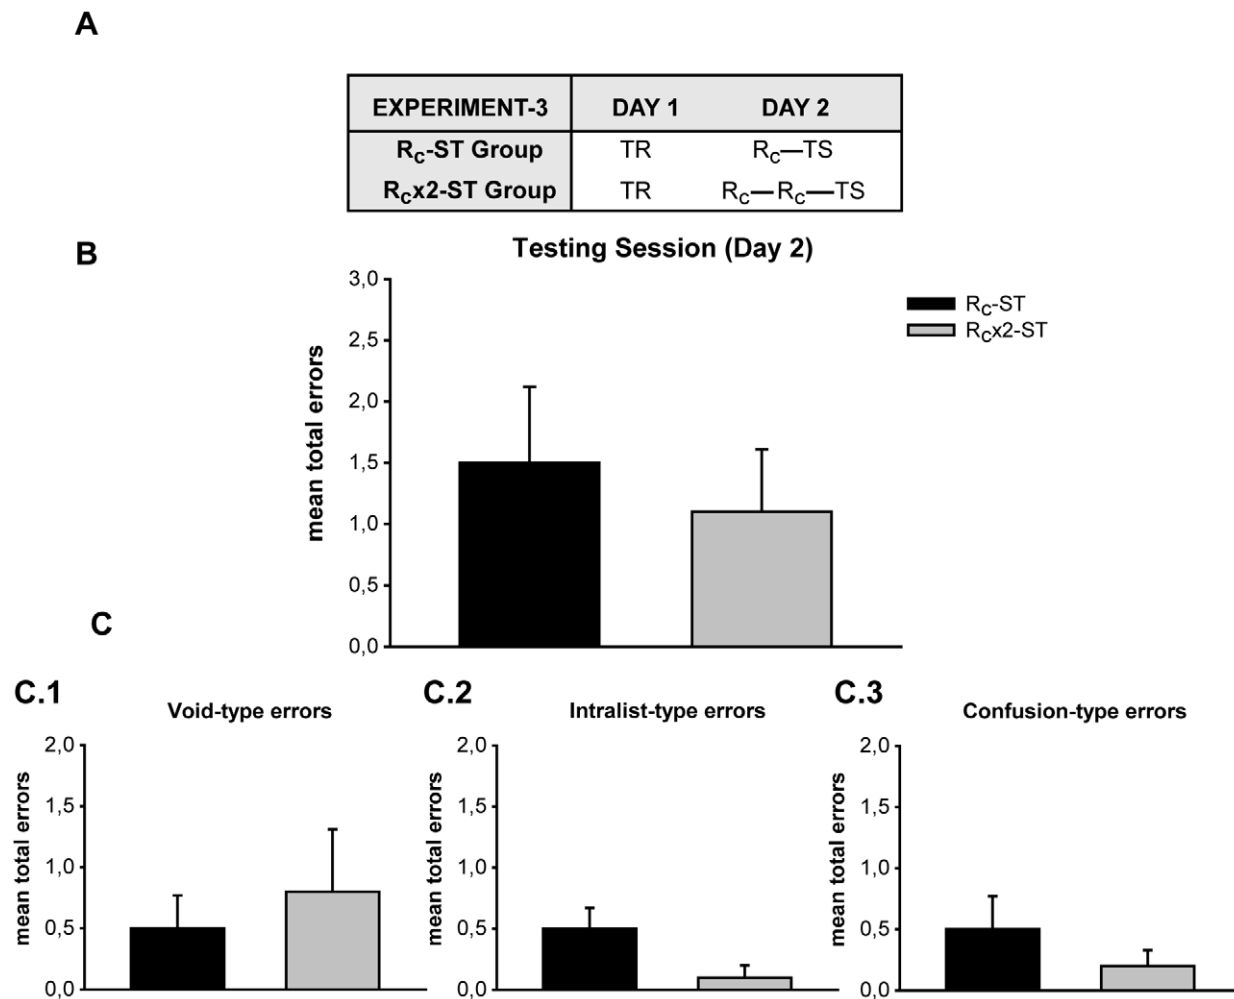 A
EXPERIMENT-3 DAY 1 DAY 2
Rc-ST Group TR Rc—TS
Rcx2-ST Group TR Rc—Rc—TS
B
Testing Session (Day 2)
mean total errors
3,0
2,5
2,0
1,5
1,0
0,5
0,0
Rc-ST
Rcx2-ST
C
C.1
Void-type errors
mean total errors
2,0
1,5
1,0
0,5
0,0
C.2
Intralist-type errors
mean total errors
2,0
1,5
1,0
0,5
0,0
C.3
Confusion-type errors
mean total errors
2,0
1,5
1,0
0,5
0,0